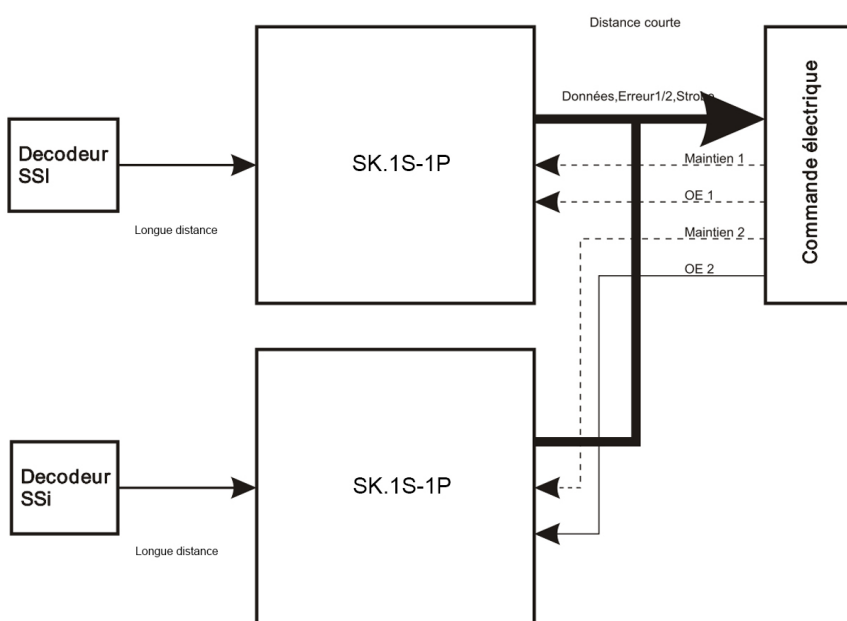 Distance courte
Données,Erreur1/2,Strobe
Decodeur
SSI
SK.1S-1P
Maintien 1
OE 1
Longue distance
Maintien 2
OE 2
Commande électrique
Decodeur
SSi
SK.1S-1P
Longue distance